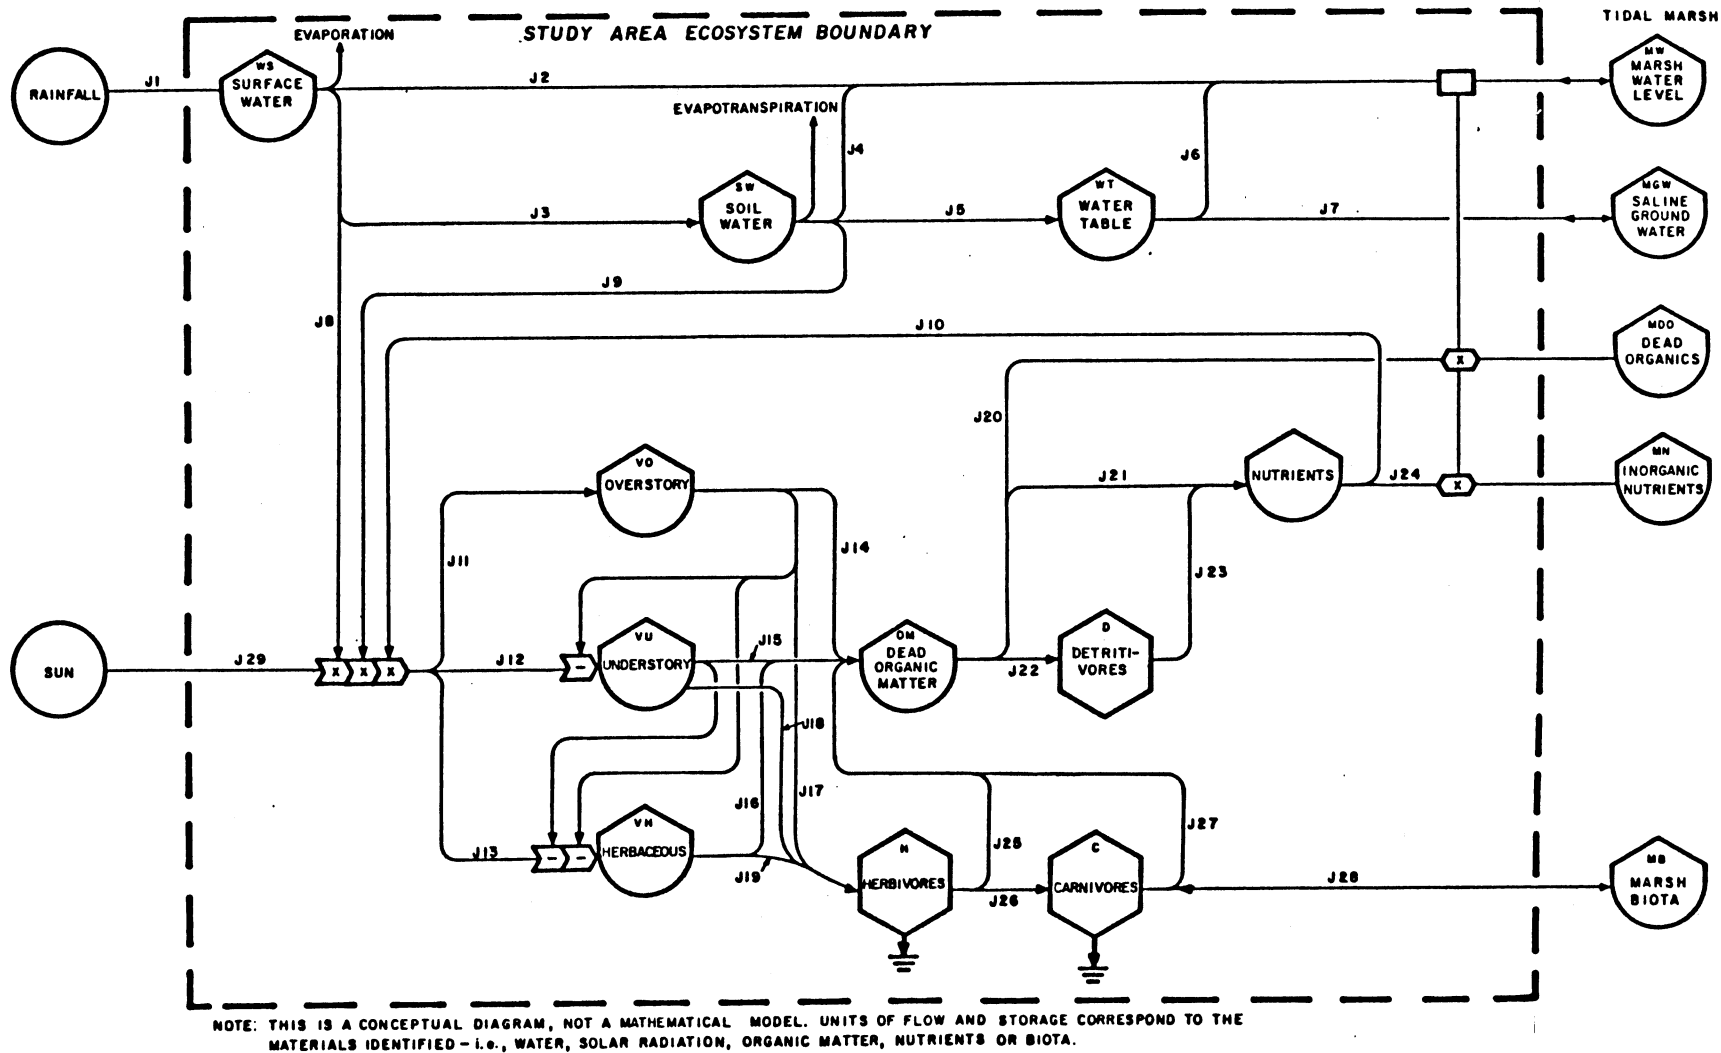 TIDAL MARSH
STUDY AREA ECOSYSTEM BOUNDARY
EVAPORATION
RAINFALL
J1
WS
SURFACE
WATER
J2
MW
MARSH
WATER
LEVEL
EVAPOTRANSPIRATION
J4
J6
J3
SW
SOIL
WATER
J5
WT
WATER
TABLE
J7
MGW
SALINE
GROUND
WATER
J9
J8
J10
MDO
DEAD
ORGANICS
X
J20
VO
OVERSTORY
J21
NUTRIENTS
J24
X
MN
INORGANIC
NUTRIENTS
J11
J14
J23
SUN
J29
X
X
X
J12
–
VU
UNDERSTORY
J15
DM
DEAD
ORGANIC
MATTER
J22
D
DETRITI-
VORES
J18
J16
J17
J13
–
–
VH
HERBACEOUS
J19
H
HERBIVORES
J25
J26
C
CARNIVORES
J27
J28
MB
MARSH
BIOTA
NOTE: THIS IS A CONCEPTUAL DIAGRAM, NOT A MATHEMATICAL MODEL. UNITS OF FLOW AND STORAGE CORRESPOND TO THE
MATERIALS IDENTIFIED – i.e., WATER, SOLAR RADIATION, ORGANIC MATTER, NUTRIENTS OR BIOTA.